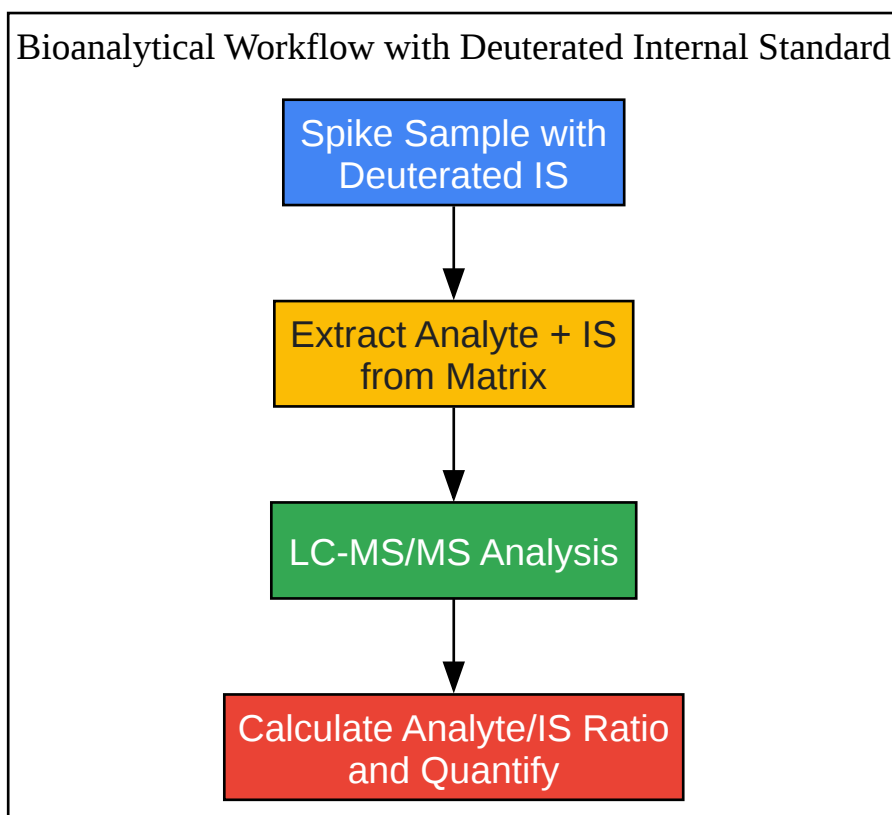 Bioanalytical Workflow with Deuterated Internal Standard
Spike Sample with
Deuterated IS
Extract Analyte + IS
from Matrix
LC-MS/MS Analysis
Calculate Analyte/IS Ratio
and Quantify